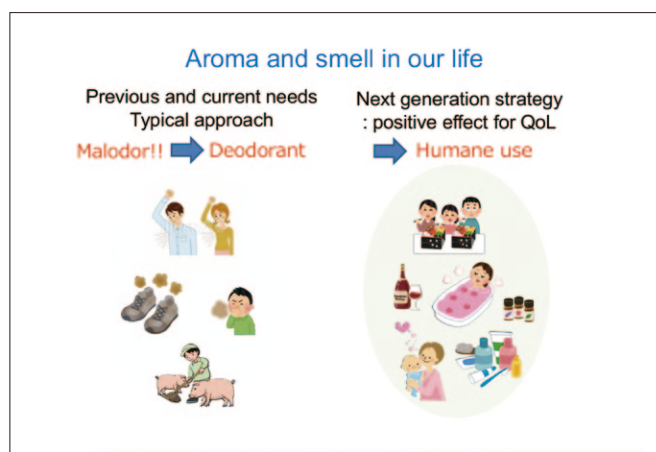 Aroma and smell in our life
Previous and current needs
Typical approach
Malodor!!
Deodorant
Next generation strategy
: positive effect for QoL
Humane use